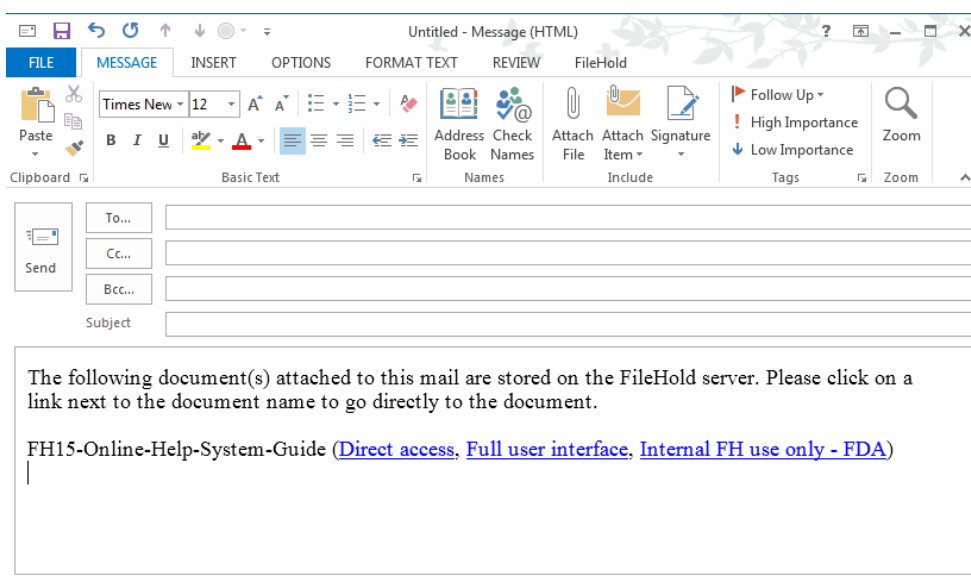 Untitled - Message (HTML)
FILE MESSAGE INSERT OPTIONS FORMAT TEXT REVIEW FileHold
Paste
Clipboard
Times New 12
B I U
Basic Text
Address Book
Check Names
Names
Attach File
Attach Item
Signature
Include
Follow Up
High Importance
Low Importance
Tags
Zoom
Zoom
Send
To...
Cc...
Bcc...
Subject
The following document(s) attached to this mail are stored on the FileHold server. Please click on a
link next to the document name to go directly to the document.
FH15-Online-Help-System-Guide (Direct access, Full user interface, Internal FH use only - FDA)